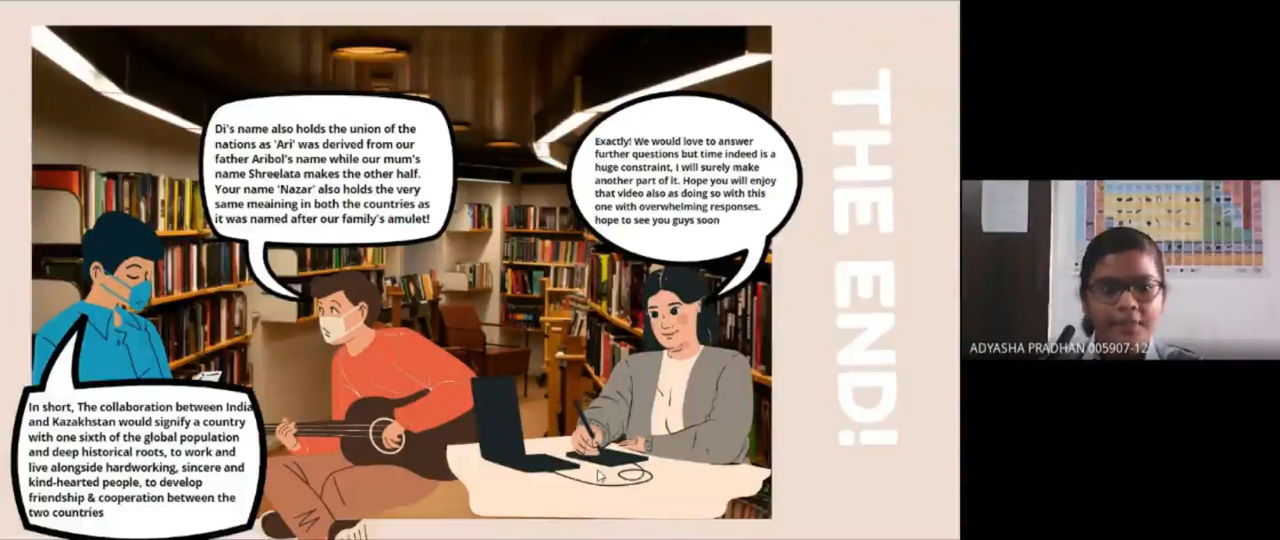 Di's name also holds the union of the
nations as 'Ari' was derived from our
father Aribol's name while our mum's
name Shreelata makes the other half.
Your name 'Nazar' also holds the very
same meaining in both the countries as
it was named after our family's amulet!
Exactly! We would love to answer
further questions but time indeed is a
huge constraint, I will surely make
another part of it. Hope you will enjoy
that video also as doing so with this
one with overwhelming responses.
hope to see you guys soon
In short, The collaboration between India
and Kazakhstan would signify a country
with one sixth of the global population
and deep historical roots, to work and
live alongside hardworking, sincere and
kind-hearted people, to develop
friendship & cooperation between the
two countries
THE END!
ADYASHA PRADHAN 005907-12